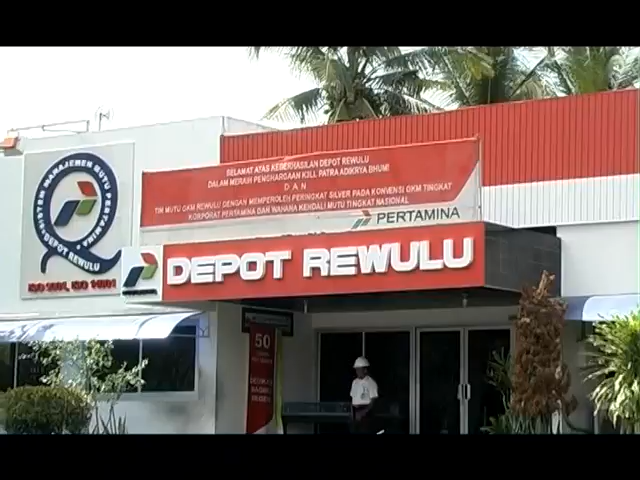 SELAMAT ATAS KEBERHASILAN DEPOT REWULU
DALAM MERAIH PENGHARGAAN KILL PATRA ADIKRYA BHUMI
D A N
TIM MUTU GKM REWULU DENGAN MEMPEROLEH PERINGKAT SILVER PADA KONVENSI GKM TINGKAT
KORPORAT PERTAMINA DAN WAHANA KENDALI MUTU TINGKAT NASIONAL
PERTAMINA
SISTEM MANAJEMEN MUTU PERTAMINA
DEPOT REWULU
ISO 9001, ISO 14001
DEPOT REWULU
50